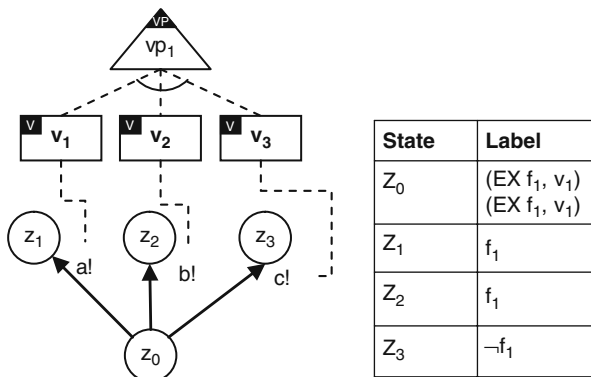 VP
vp1
V v1 V v2 V v3
z1 z2 z3
a! b! c!
z0
State Label
Z0 (EX f1, v1)
(EX f1, v1)
Z1 f1
Z2 f1
Z3 ¬f1